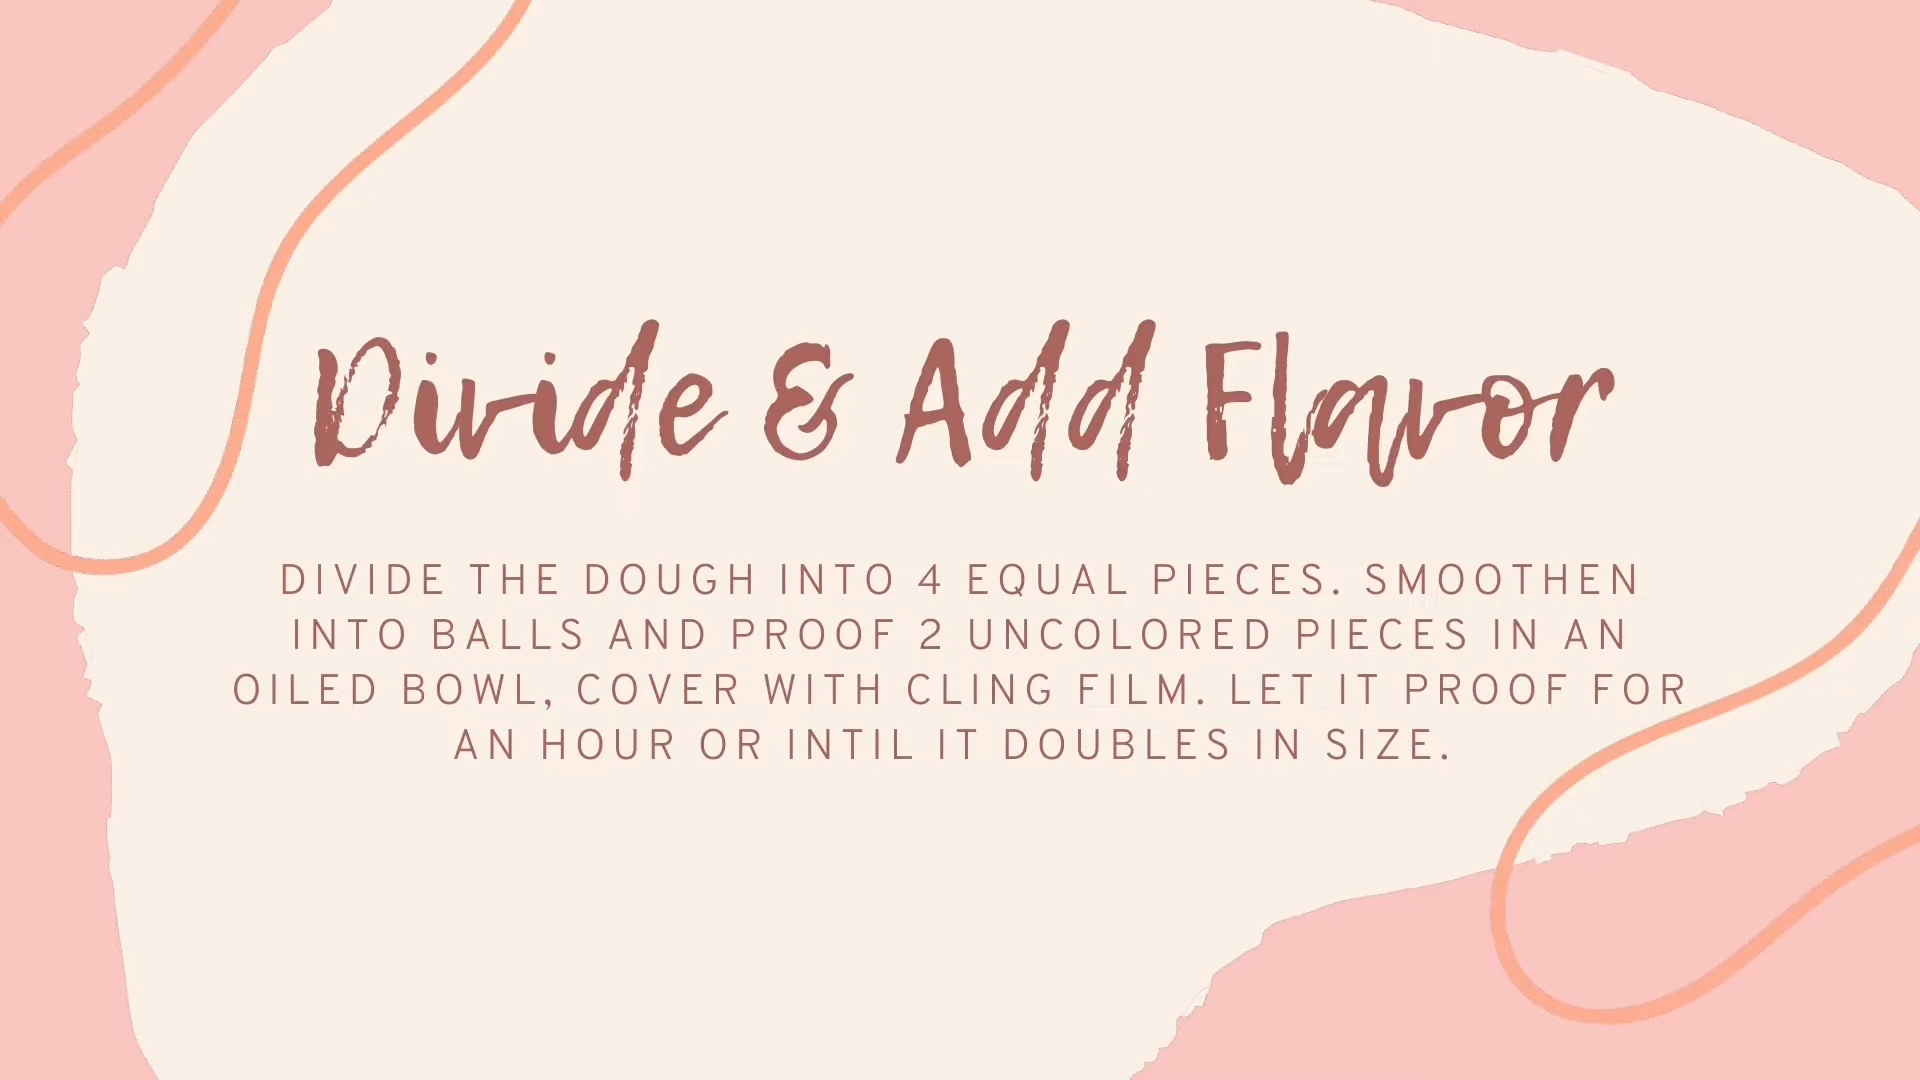 Divide & Add Flavor
DIVIDE THE DOUGH INTO 4 EQUAL PIECES. SMOOTHEN
INTO BALLS AND PROOF 2 UNCOLORED PIECES IN AN
OILED BOWL, COVER WITH CLING FILM. LET IT PROOF FOR
AN HOUR OR INTIL IT DOUBLES IN SIZE.